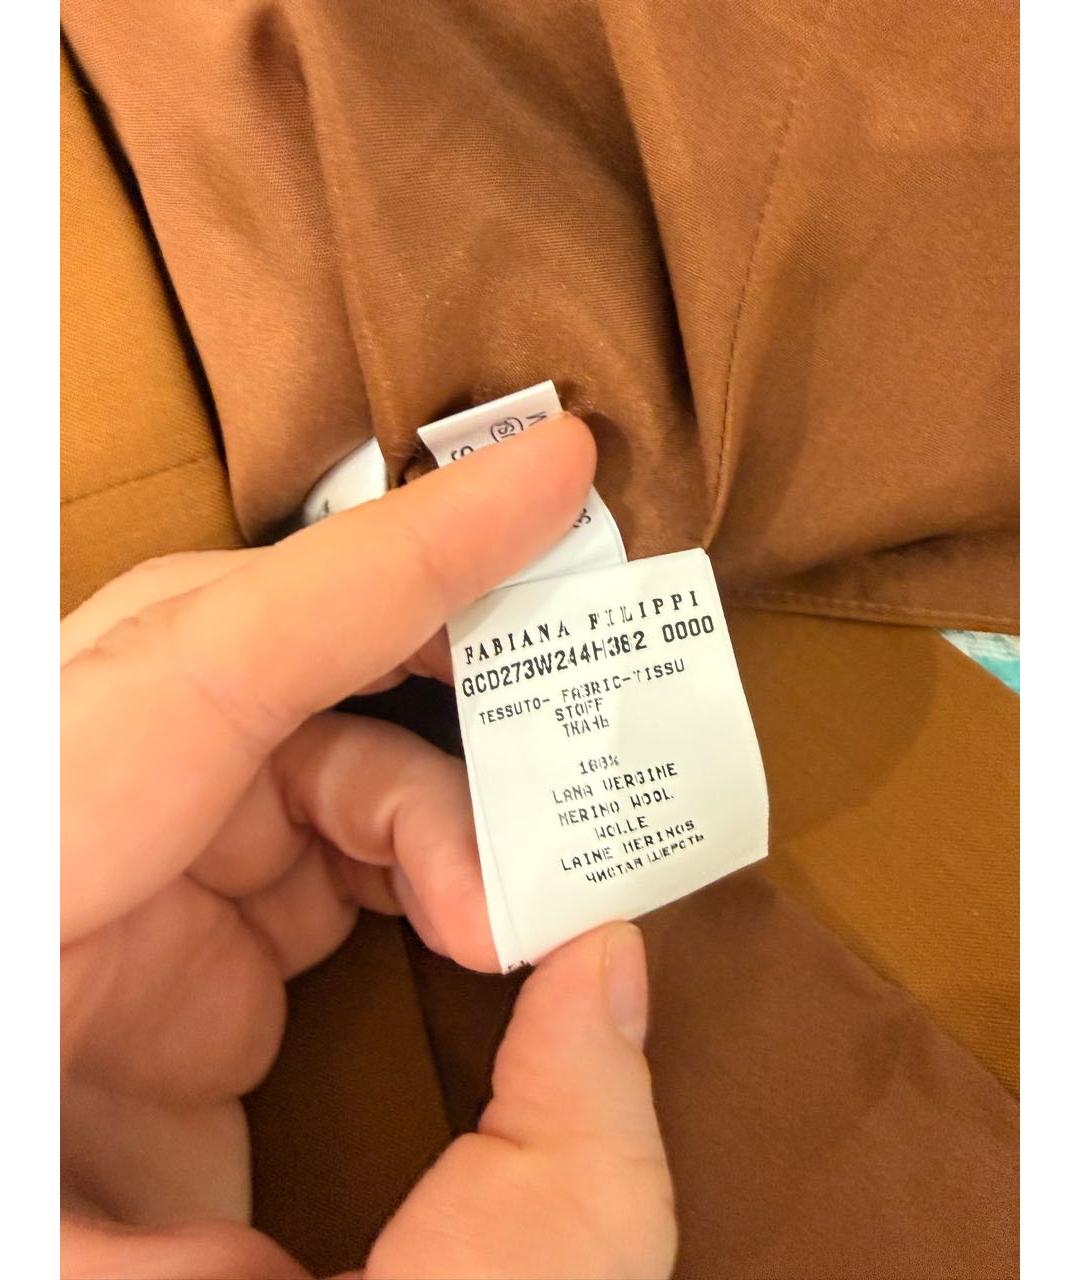 FABIANA FILIPPI
GCD273W244H382 0000
TESSUTO- FABRIC-TISSU
STOFF
ТКАНЬ
100%
LANA VERGINE
MERINO WOOL
WOLLE
LAINE MERINOS
ЧИСТАЯ ШЕРСТЬ